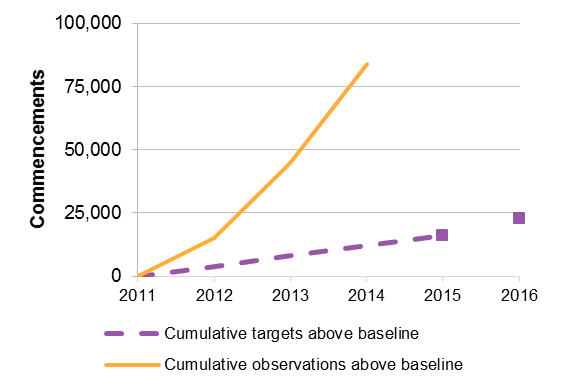 100,000
75,000
50,000
25,000
0
Commencements
2011 2012 2013 2014 2015 2016
Cumulative targets above baseline
Cumulative observations above baseline